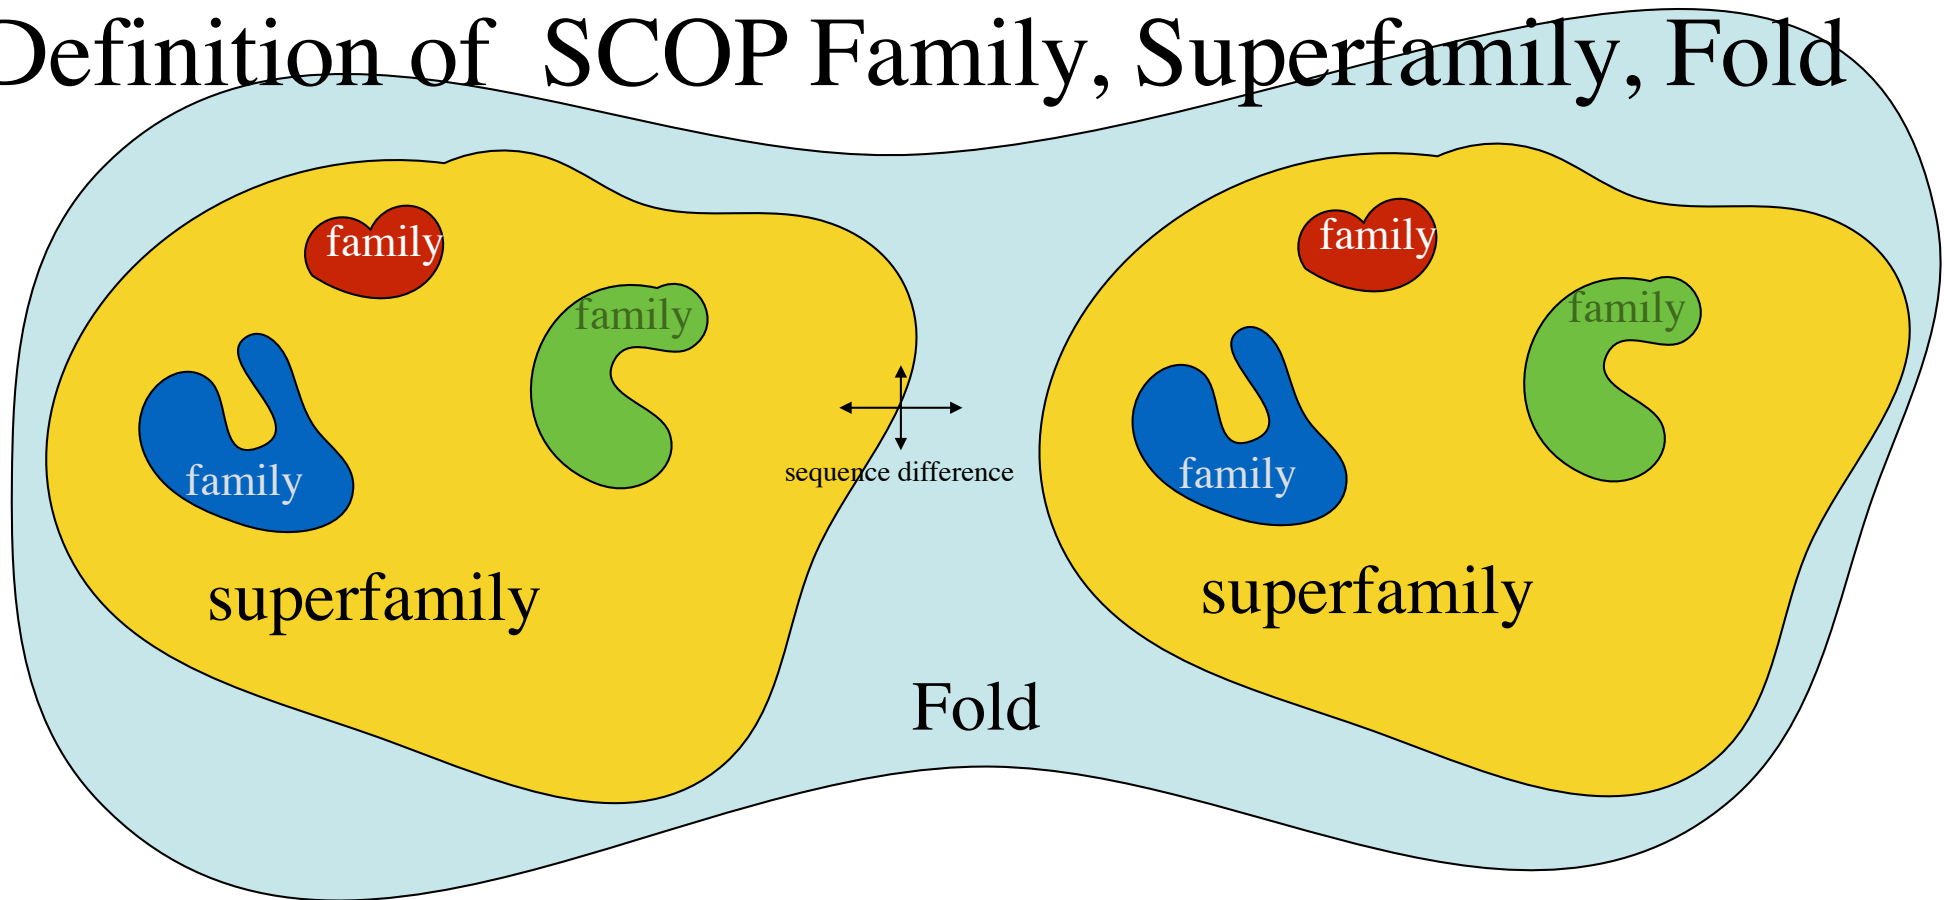 Definition of SCOP Family, Superfamily, Fold
family
family
family
superfamily
sequence difference
family
family
family
superfamily
Fold